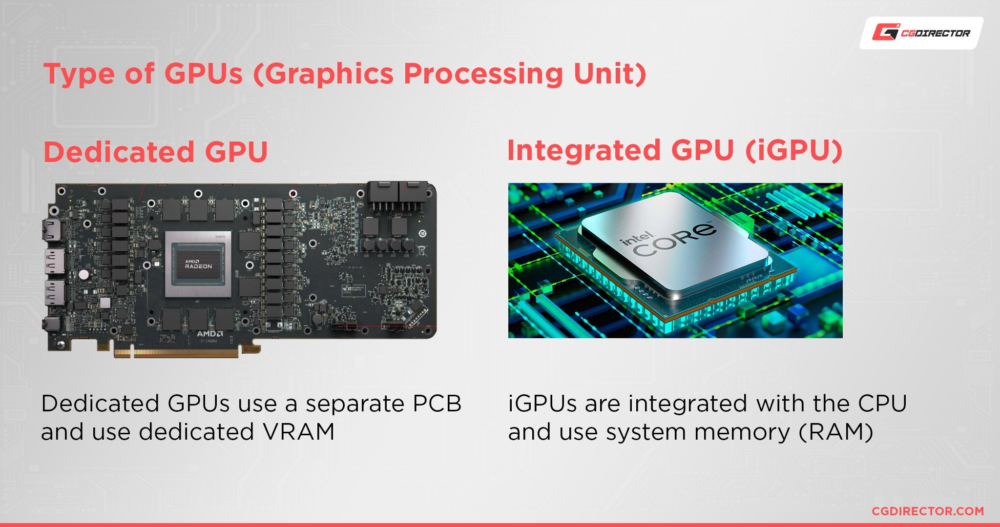 CGDIRECTOR
Type of GPUs (Graphics Processing Unit)
Dedicated GPU
Integrated GPU (iGPU)
AMD
RADEON
AMD
intel.
CORE™
Dedicated GPUs use a separate PCB
and use dedicated VRAM
iGPUs are integrated with the CPU
and use system memory (RAM)
CGDIRECTOR.COM